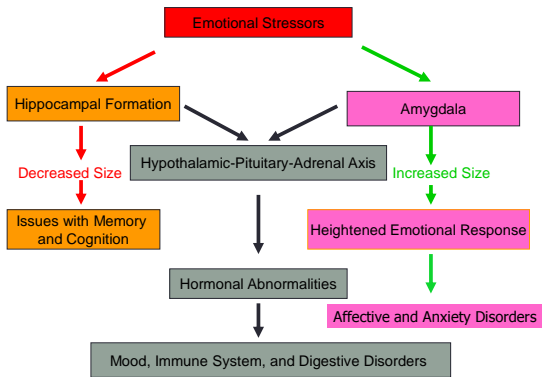 Emotional Stressors
Hippocampal Formation
Amygdala
Hypothalamic-Pituitary-Adrenal Axis
Decreased Size
Increased Size
Issues with Memory
and Cognition
Heightened Emotional Response
Hormonal Abnormalities
Affective and Anxiety Disorders
Mood, Immune System, and Digestive Disorders